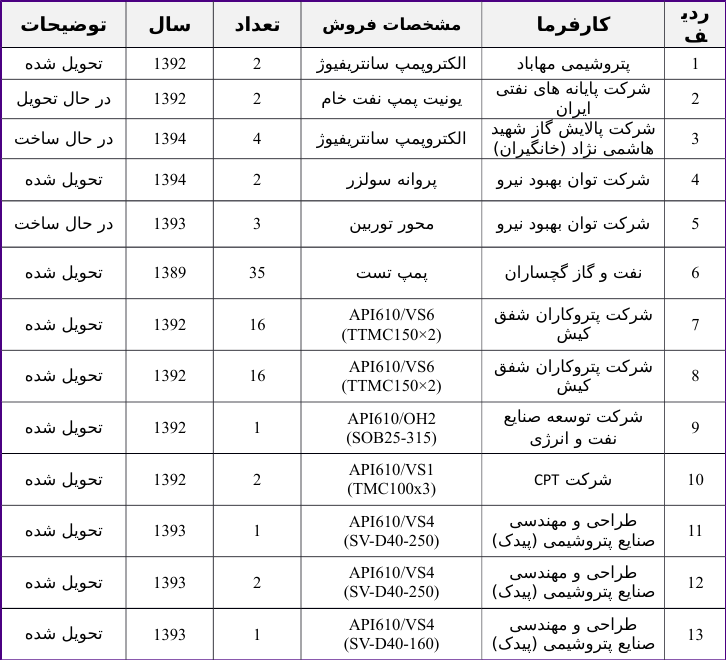 ردیف کارفرما مشخصات فروش تعداد سال توضیحات
1 پتروشیمی مهاباد الکتروپمپ سانتریفیوژ 2 1392 تحویل شده
2 شرکت پایانه های نفتی ایران یونیت پمپ نفت خام 2 1392 در حال تحویل
3 شرکت پالایش گاز شهید هاشمی نژاد (خانگیران) الکتروپمپ سانتریفیوژ 4 1394 در حال ساخت
4 شرکت توان بهبود نیرو پروانه سولزر 2 1394 تحویل شده
5 شرکت توان بهبود نیرو محور توربین 3 1393 در حال ساخت
6 نفت و گاز گچساران پمپ تست 35 1389 تحویل شده
7 شرکت پتروکاران شفق کیش API610/VS6 (TTMC150×2) 16 1392 تحویل شده
8 شرکت پتروکاران شفق کیش API610/VS6 (TTMC150×2) 16 1392 تحویل شده
9 شرکت توسعه صنایع نفت و انرژی API610/OH2 (SOB25-315) 1 1392 تحویل شده
10 شرکت CPT API610/VS1 (TMC100x3) 2 1392 تحویل شده
11 طراحی و مهندسی صنایع پتروشیمی (پیدک) API610/VS4 (SV-D40-250) 1 1393 تحویل شده
12 طراحی و مهندسی صنایع پتروشیمی (پیدک) API610/VS4 (SV-D40-250) 2 1393 تحویل شده
13 طراحی و مهندسی صنایع پتروشیمی (پیدک) API610/VS4 (SV-D40-160) 1 1393 تحویل شده